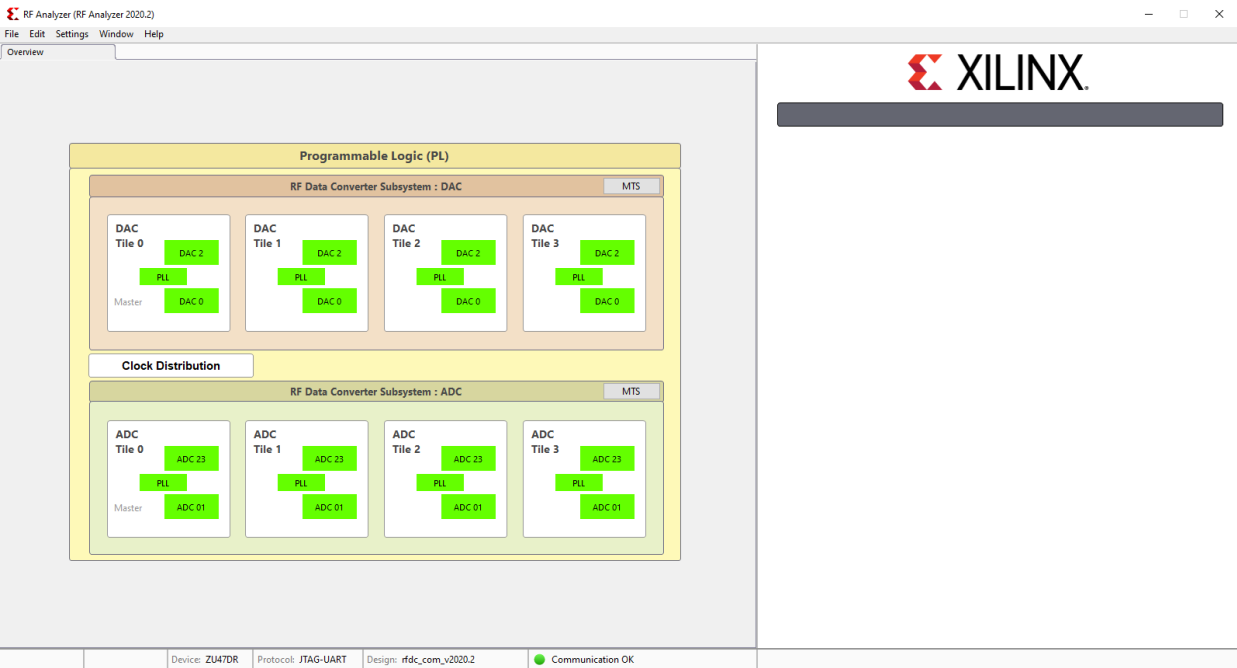 RF Analyzer (RF Analyzer 2020.2)
File Edit Settings Window Help
Overview
XILINX.
Programmable Logic (PL)
RF Data Converter Subsystem : DAC MTS
DAC
Tile 0
DAC 2
PLL
Master
DAC 0
DAC
Tile 1
DAC 2
PLL
DAC 0
DAC
Tile 2
DAC 2
PLL
DAC 0
DAC
Tile 3
DAC 2
PLL
DAC 0
Clock Distribution
RF Data Converter Subsystem : ADC MTS
ADC
Tile 0
ADC 23
PLL
Master
ADC 01
ADC
Tile 1
ADC 23
PLL
ADC 01
ADC
Tile 2
ADC 23
PLL
ADC 01
ADC
Tile 3
ADC 23
PLL
ADC 01
Device: ZU47DR Protocol: JTAG-UART Design: rfdc_com_v2020.2 Communication OK